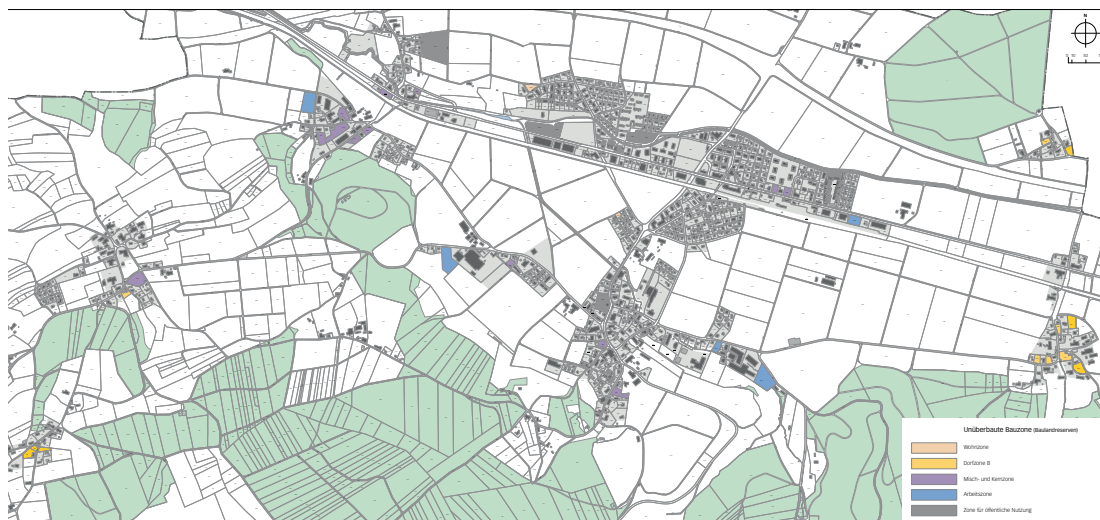 N
Unüberbaute Bauzone (Baulandreserven)
Wohnzone
Dorfzone B
Misch- und Kernzone
Arbeitszone
Zone für öffentliche Nutzung